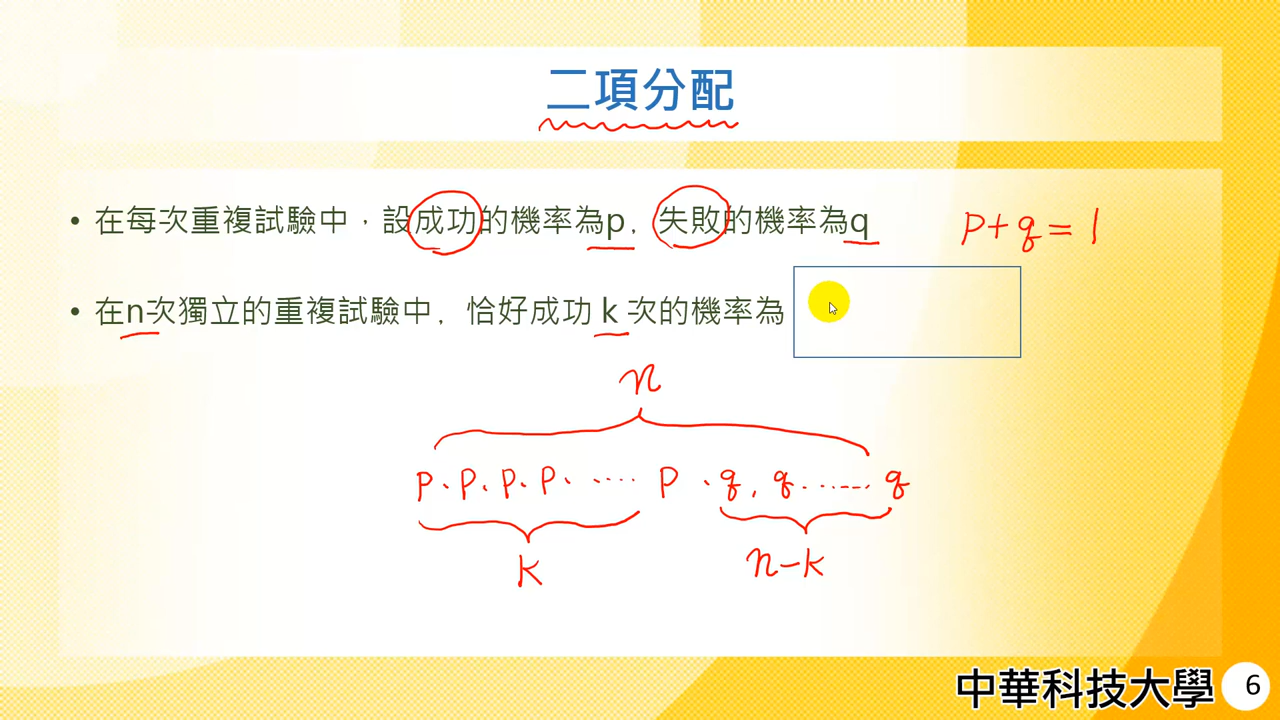 二項分配
• 在每次重複試驗中，設成功的機率為p，失敗的機率為q
p+q=1
• 在n次獨立的重複試驗中，恰好成功 k 次的機率為
n
p.p.p.p.....p.q.q......q
k
n-k
中華科技大學
6